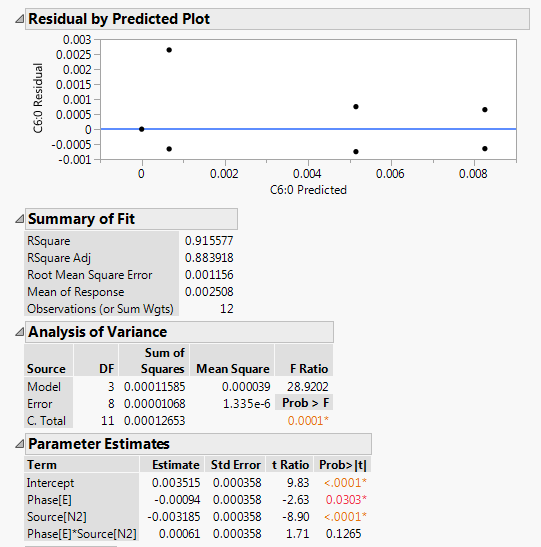 Residual by Predicted Plot
0.003
0.0025
0.002
0.0015
0.001
0.0005
0
-0.0005
-0.001
C6:0 Residual
0 0.002 0.004 0.006 0.008
C6:0 Predicted
Summary of Fit
RSquare 0.915577
RSquare Adj 0.883918
Root Mean Square Error 0.001156
Mean of Response 0.002508
Observations (or Sum Wgts) 12
Analysis of Variance
Sum of
Source DF Squares Mean Square F Ratio
Model 3 0.00011585 0.000039 28.9202
Error 8 0.00001068 1.335e-6 Prob > F
C. Total 11 0.00012653 0.0001*
Parameter Estimates
Term Estimate Std Error t Ratio Prob>|t|
Intercept 0.003515 0.000358 9.83 <.0001*
Phase[E] -0.00094 0.000358 -2.63 0.0303*
Source[N2] -0.003185 0.000358 -8.90 <.0001*
Phase[E]*Source[N2] 0.00061 0.000358 1.71 0.1265